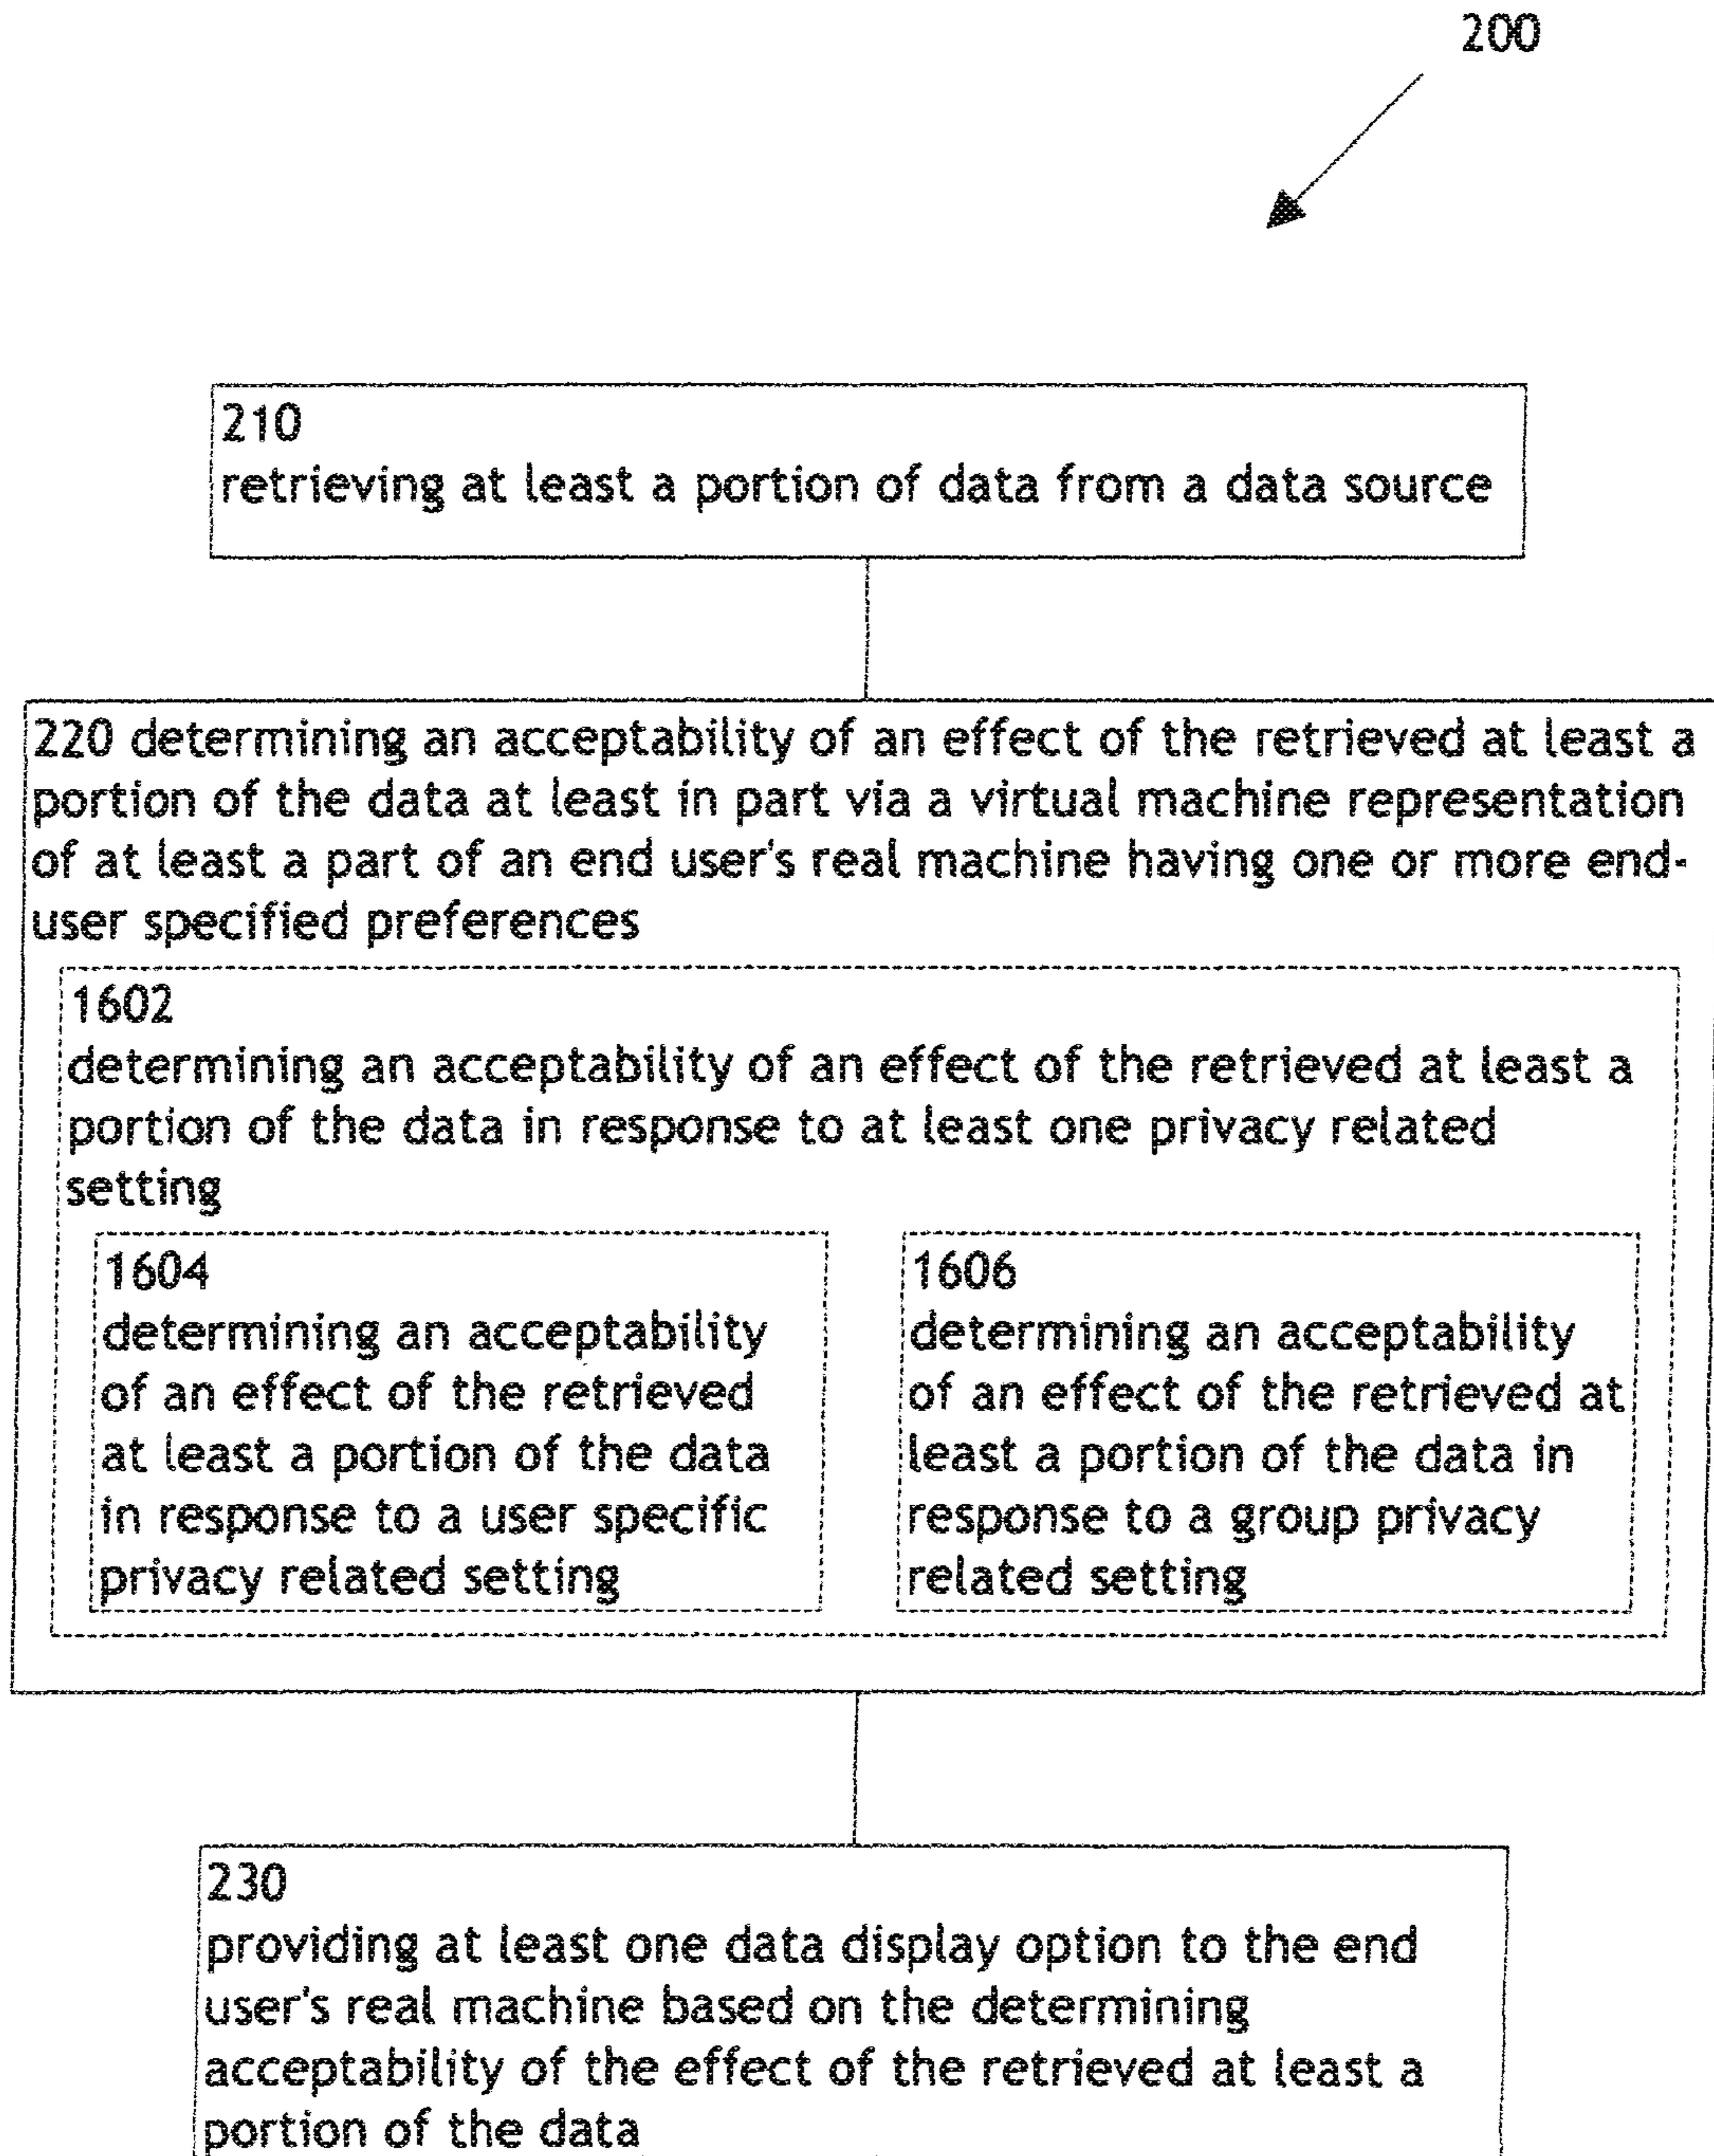 200
210
retrieving at least a portion of data from a data source
220 determining an acceptability of an effect of the retrieved at least a
portion of the data at least in part via a virtual machine representation
of at least a part of an end user's real machine having one or more end-
user specified preferences
1602
determining an acceptability of an effect of the retrieved at least a
portion of the data in response to at least one privacy related
setting
1604
determining an acceptability
of an effect of the retrieved
at least a portion of the data
in response to a user specific
privacy related setting
1606
determining an acceptability
of an effect of the retrieved at
least a portion of the data in
response to a group privacy
related setting
230
providing at least one data display option to the end
user's real machine based on the determining
acceptability of the effect of the retrieved at least a
portion of the data